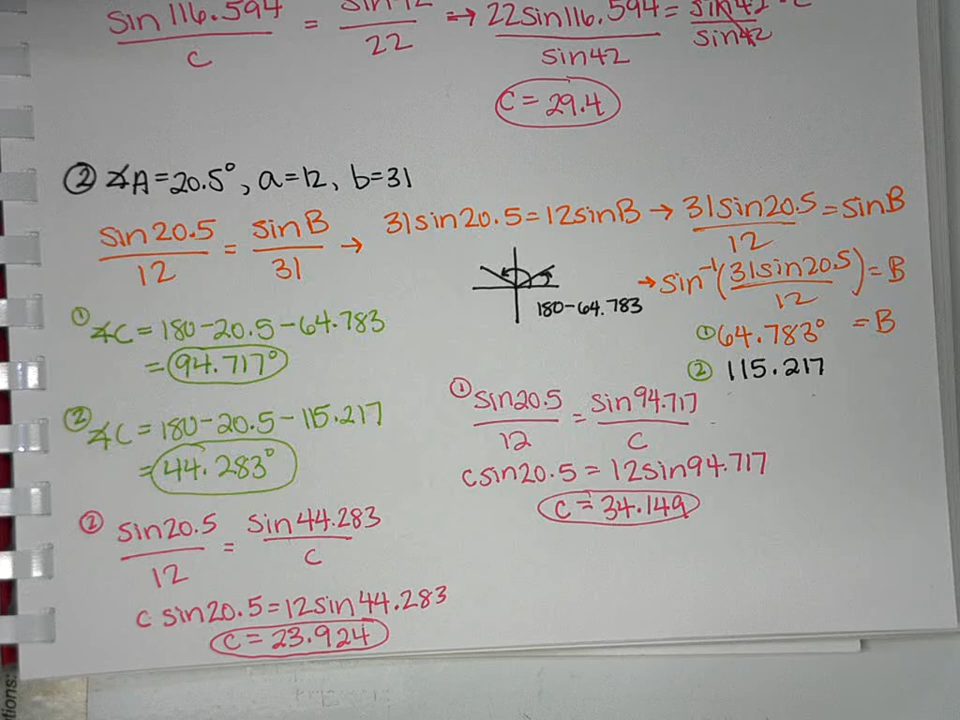 sin116.594 / c = sin42 / 22 → 22sin116.594 / sin42 = sin42 · c / sin42
c = 29.4
② ∡A=20.5°, a=12, b=31
sin20.5 / 12 = sinB / 31 → 31sin20.5=12sinB → 31sin20.5 / 12 = sinB
→ sin⁻¹(31sin20.5 / 12) = B
180-64.783
① 64.783° = B
② 115.217
① ∡C = 180-20.5-64.783
= 94.717°
② ∡C = 180-20.5-15.217
= 44.283°
① sin20.5 / 12 = sin94.717 / c
csin20.5 = 12sin94.717
c = 34.149
② sin20.5 / 12 = sin44.283 / c
c sin20.5=12sin44.283
c = 23.924
tions: